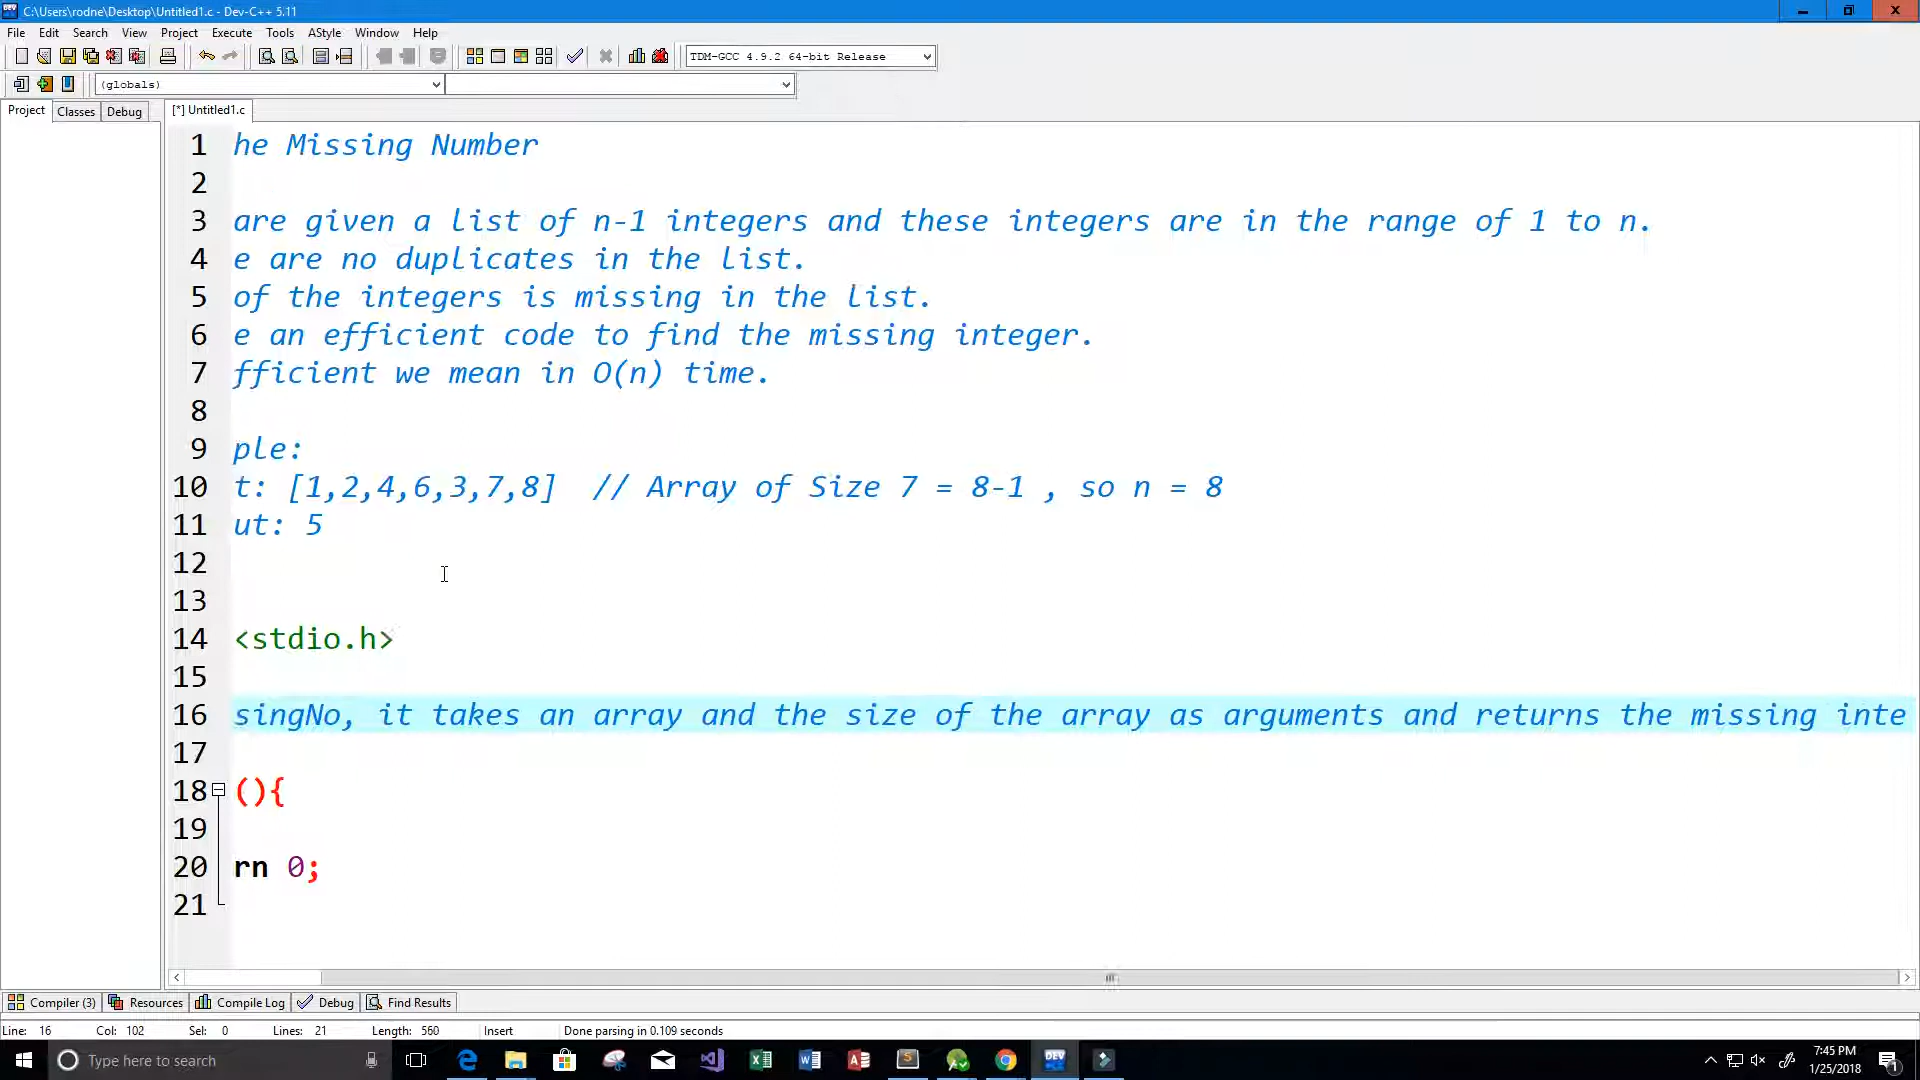 C:\Users\rodne\Desktop\Untitled1.c - Dev-C++ 5.11
File Edit Search View Project Execute Tools AStyle Window Help
TDM-GCC 4.9.2 64-bit Release
(globals)
Project Classes Debug [*] Untitled1.c
1 he Missing Number
2
3 are given a list of n-1 integers and these integers are in the range of 1 to n.
4 e are no duplicates in the list.
5 of the integers is missing in the list.
6 e an efficient code to find the missing integer.
7 fficient we mean in O(n) time.
8
9 ple:
10 t: [1,2,4,6,3,7,8]  // Array of Size 7 = 8-1 , so n = 8
11 ut: 5
12
13
14 <stdio.h>
15
16 singNo, it takes an array and the size of the array as arguments and returns the missing inte
17
18 (){
19
20 rn 0;
21
Compiler (3) Resources Compile Log Debug Find Results
Line: 16 Col: 102 Sel: 0 Lines: 21 Length: 560 Insert Done parsing in 0.109 seconds
Type here to search
7:45 PM
1/25/2018